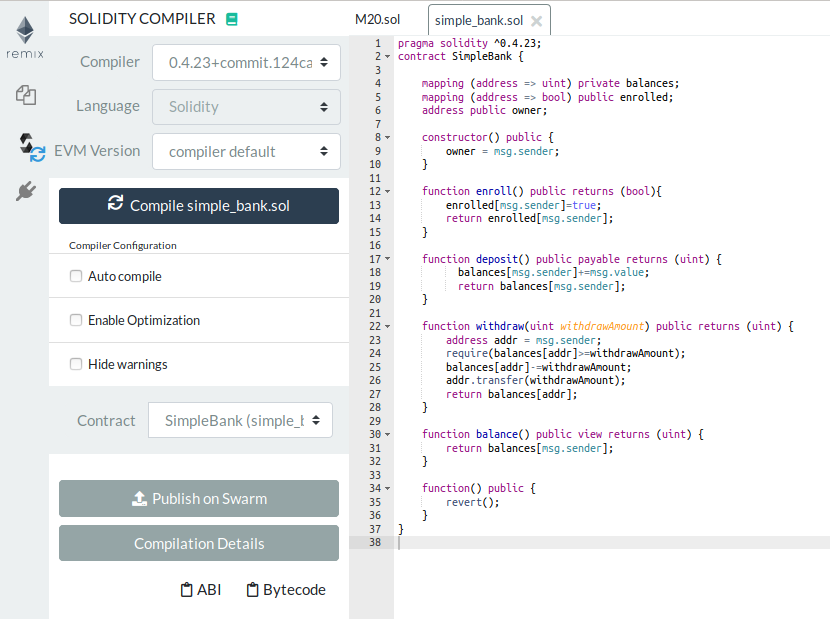 remix
SOLIDITY COMPILER
Compiler
0.4.23+commit.124ca
Language
Solidity
EVM Version
compiler default
Compile simple_bank.sol
Compiler Configuration
Auto compile
Enable Optimization
Hide warnings
Contract
SimpleBank (simple_b
Publish on Swarm
Compilation Details
ABI
Bytecode
M20.sol
simple_bank.sol
1 pragma solidity ^0.4.23;
2 contract SimpleBank {
3
4     mapping (address => uint) private balances;
5     mapping (address => bool) public enrolled;
6     address public owner;
7
8     constructor() public {
9         owner = msg.sender;
10     }
11
12     function enroll() public returns (bool){
13         enrolled[msg.sender]=true;
14         return enrolled[msg.sender];
15     }
16
17     function deposit() public payable returns (uint) {
18           balances[msg.sender]+=msg.value;
19           return balances[msg.sender];
20     }
21
22     function withdraw(uint withdrawAmount) public returns (uint) {
23         address addr = msg.sender;
24         require(balances[addr]>=withdrawAmount);
25         balances[addr]-=withdrawAmount;
26         addr.transfer(withdrawAmount);
27         return balances[addr];
28     }
29
30     function balance() public view returns (uint) {
31         return balances[msg.sender];
32     }
33
34     function() public {
35         revert();
36     }
37 }
38